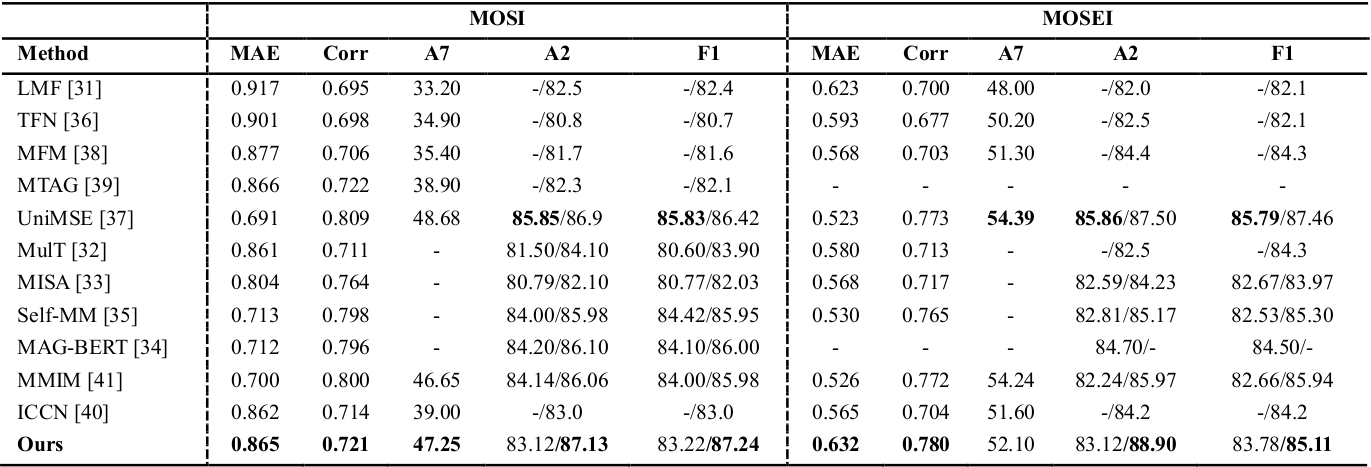 MOSI MOSEI
Method MAE Corr A7 A2 F1 MAE Corr A7 A2 F1
LMF [31] 0.917 0.695 33.20 -/82.5 -/82.4 0.623 0.700 48.00 -/82.0 -/82.1
TFN [36] 0.901 0.698 34.90 -/80.8 -/80.7 0.593 0.677 50.20 -/82.5 -/82.1
MFM [38] 0.877 0.706 35.40 -/81.7 -/81.6 0.568 0.703 51.30 -/84.4 -/84.3
MTAG [39] 0.866 0.722 38.90 -/82.3 -/82.1 - - - - -
UniMSE [37] 0.691 0.809 48.68 85.85/86.9 85.83/86.42 0.523 0.773 54.39 85.86/87.50 85.79/87.46
MulT [32] 0.861 0.711 - 81.50/84.10 80.60/83.90 0.580 0.713 - -/82.5 -/84.3
MISA [33] 0.804 0.764 - 80.79/82.10 80.77/82.03 0.568 0.717 - 82.59/84.23 82.67/83.97
Self-MM [35] 0.713 0.798 - 84.00/85.98 84.42/85.95 0.530 0.765 - 82.81/85.17 82.53/85.30
MAG-BERT [34] 0.712 0.796 - 84.20/86.10 84.10/86.00 - - - 84.70/- 84.50/-
MMIM [41] 0.700 0.800 46.65 84.14/86.06 84.00/85.98 0.526 0.772 54.24 82.24/85.97 82.66/85.94
ICCN [40] 0.862 0.714 39.00 -/83.0 -/83.0 0.565 0.704 51.60 -/84.2 -/84.2
Ours 0.865 0.721 47.25 83.12/87.13 83.22/87.24 0.632 0.780 52.10 83.12/88.90 83.78/85.11